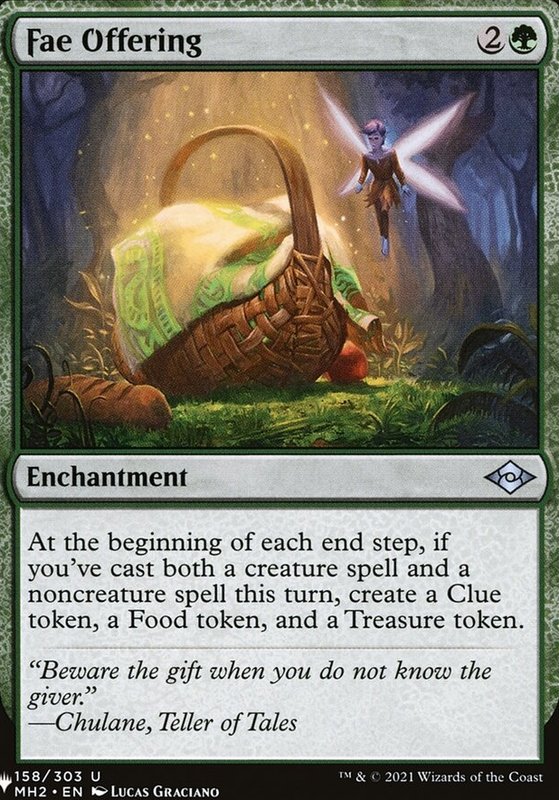 Fae Offering 2
Enchantment
At the beginning of each end step, if
you've cast both a creature spell and a
noncreature spell this turn, create a Clue
token, a Food token, and a Treasure token.
“Beware the gift when you do not know the
giver.”
—Chulane, Teller of Tales
158/303 U
MH2 • EN Lucas Graciano
™ & © 2021 Wizards of the Coast